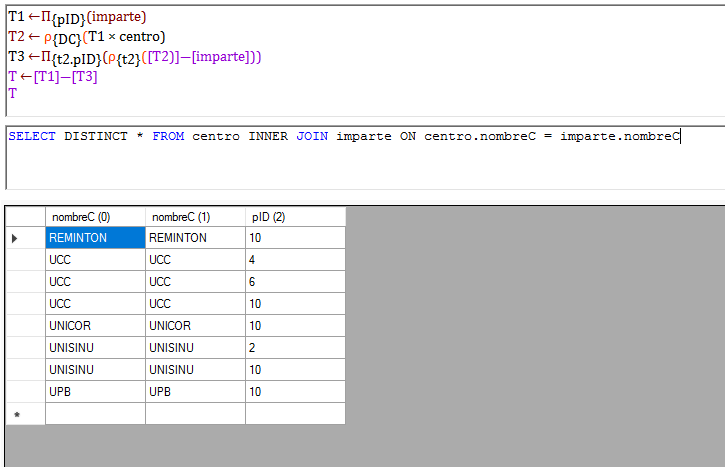 T1 ←Π{pID}(imparte)
T2 ← ρ{DC}(T1 × centro)
T3 ←Π{t2.pID}(ρ{t2}([T2)]−[imparte]))
T ←[T1]−[T3]
T
SELECT DISTINCT * FROM centro INNER JOIN imparte ON centro.nombreC = imparte.nombreC
nombreC (0) nombreC (1) pID (2)
REMINTON REMINTON 10
UCC UCC 4
UCC UCC 6
UCC UCC 10
UNICOR UNICOR 10
UNISINU UNISINU 2
UNISINU UNISINU 10
UPB UPB 10
*